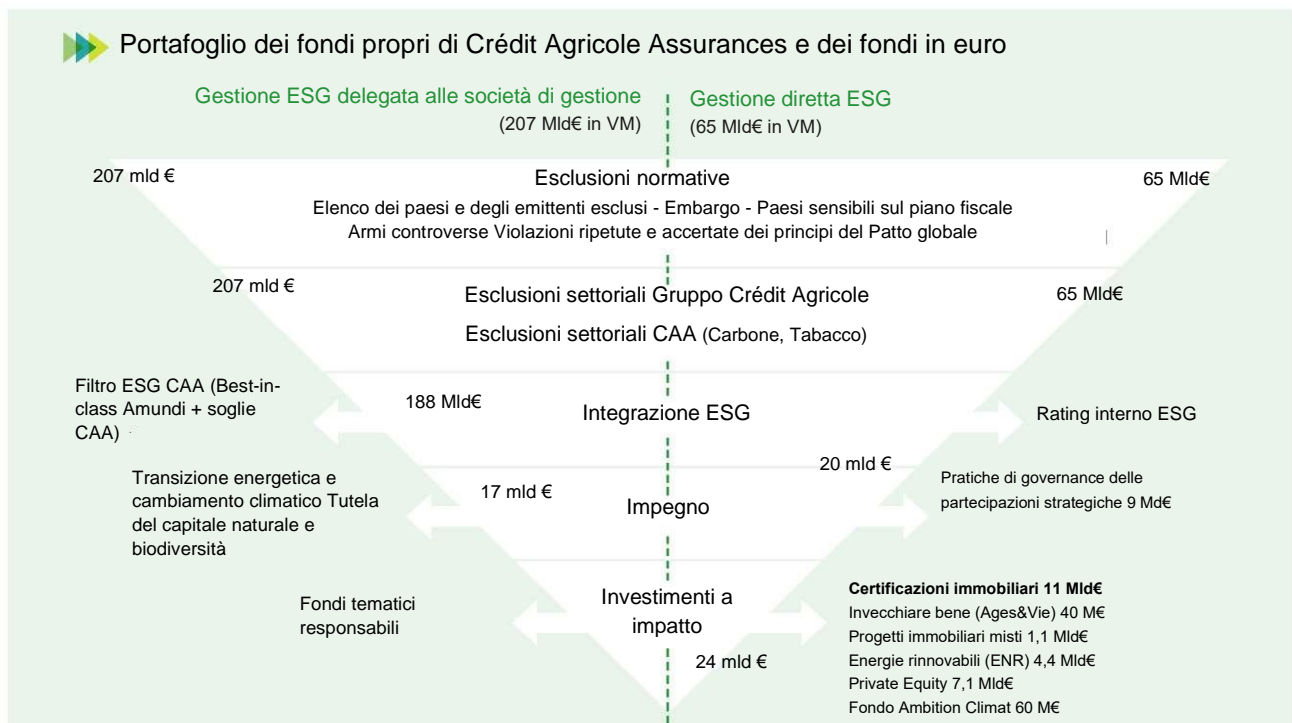 Portafoglio dei fondi propri di Crédit Agricole Assurances e dei fondi in euro
Gestione ESG delegata alle società di gestione
(207 Mld€ in VM)
Gestione diretta ESG
(65 Mld€ in VM)
207 mld €
Esclusioni normative
65 Mld€
Elenco dei paesi e degli emittenti esclusi - Embargo - Paesi sensibili sul piano fiscale
Armi controverse Violazioni ripetute e accertate dei principi del Patto globale
207 mld €
Esclusioni settoriali Gruppo Crédit Agricole
65 Mld€
Esclusioni settoriali CAA (Carbone, Tabacco)
Filtro ESG CAA (Best-in-
class Amundi + soglie
CAA)
188 Mld€
Integrazione ESG
Rating interno ESG
20 mld €
Transizione energetica e
cambiamento climatico Tutela
del capitale naturale e
biodiversità
17 mld €
Impegno
Pratiche di governance delle
partecipazioni strategiche 9 Md€
Fondi tematici
responsabili
Investimenti a
impatto
24 mld €
Certificazioni immobiliari 11 Mld€
Invecchiare bene (Ages&Vie) 40 M€
Progetti immobiliari misti 1,1 Mld€
Energie rinnovabili (ENR) 4,4 Mld€
Private Equity 7,1 Mld€
Fondo Ambition Climat 60 M€